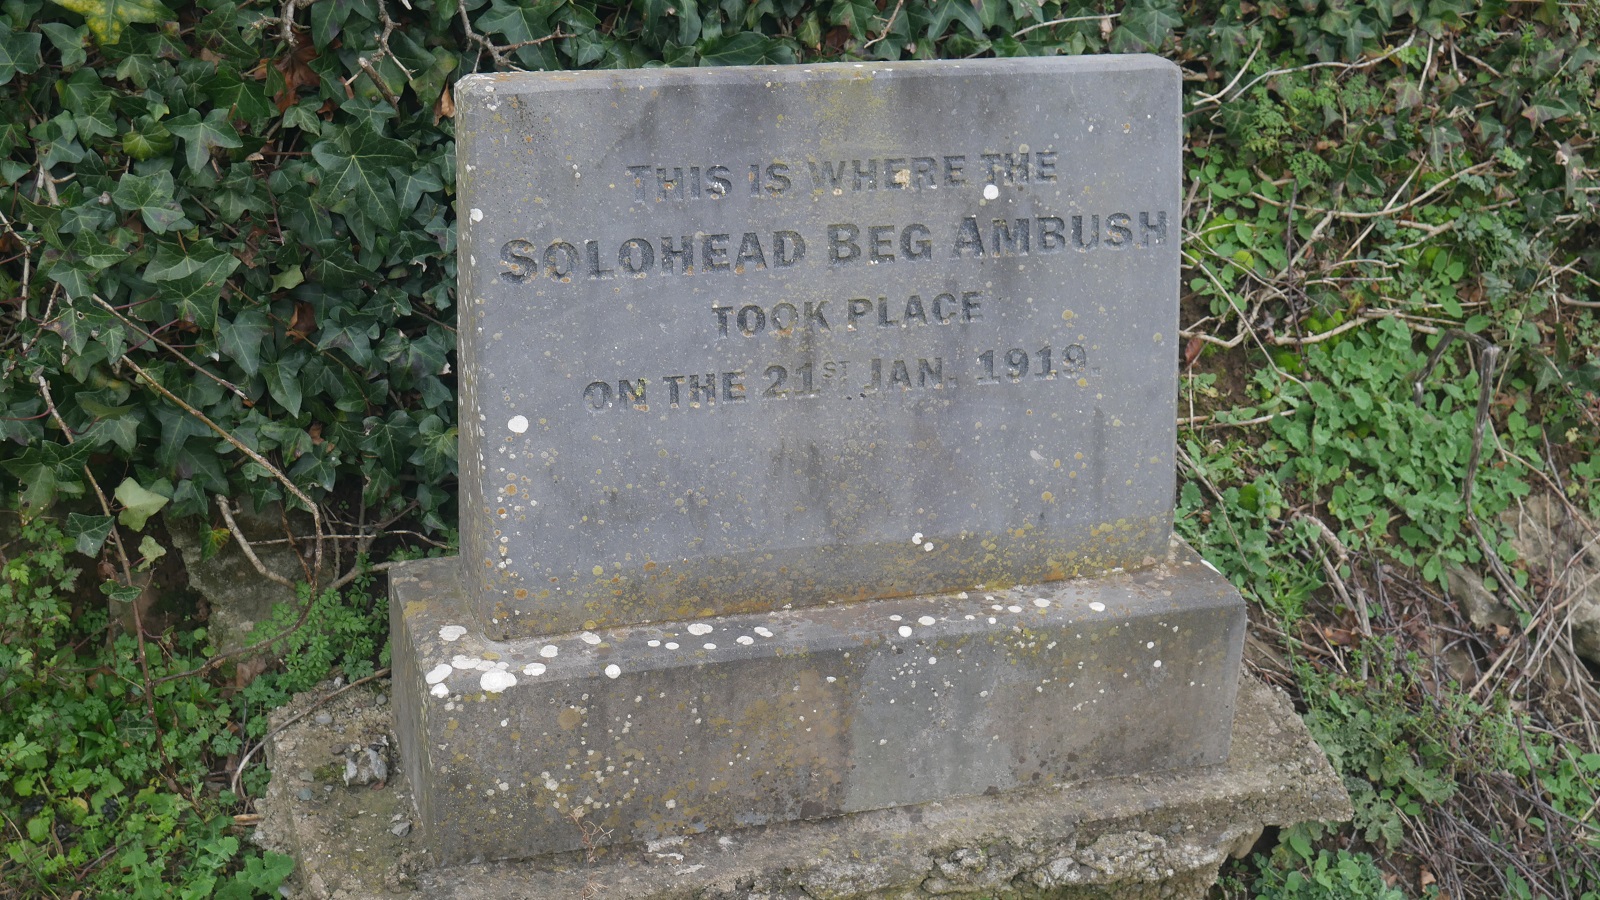 THIS IS WHERE THE
SOLOHEAD BEG AMBUSH
TOOK PLACE
ON THE 21ST JAN. 1919.